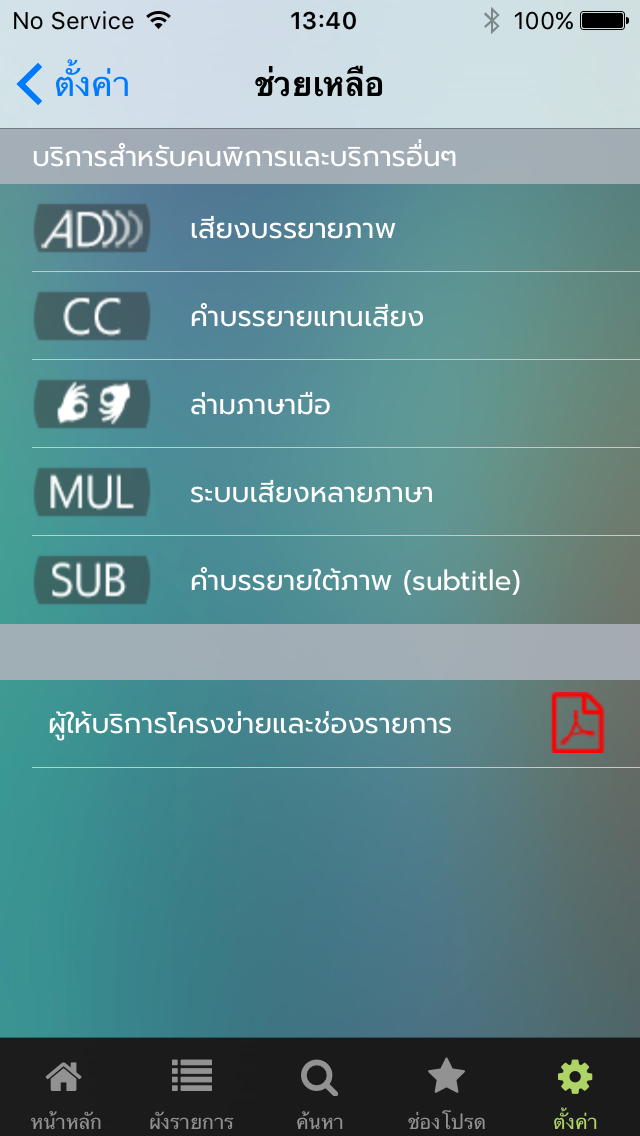 No Service 13:40 100%
ตั้งค่า ช่วยเหลือ
บริการสำหรับคนพิการและบริการอื่นๆ
AD))) เสียงบรรยายภาพ
CC คำบรรยายแทนเสียง
ล่ามภาษามือ
MUL ระบบเสียงหลายภาษา
SUB คำบรรยายใต้ภาพ (subtitle)
ผู้ให้บริการโครงข่ายและช่องรายการ
หน้าหลัก ผังรายการ ค้นหา ช่องโปรด ตั้งค่า